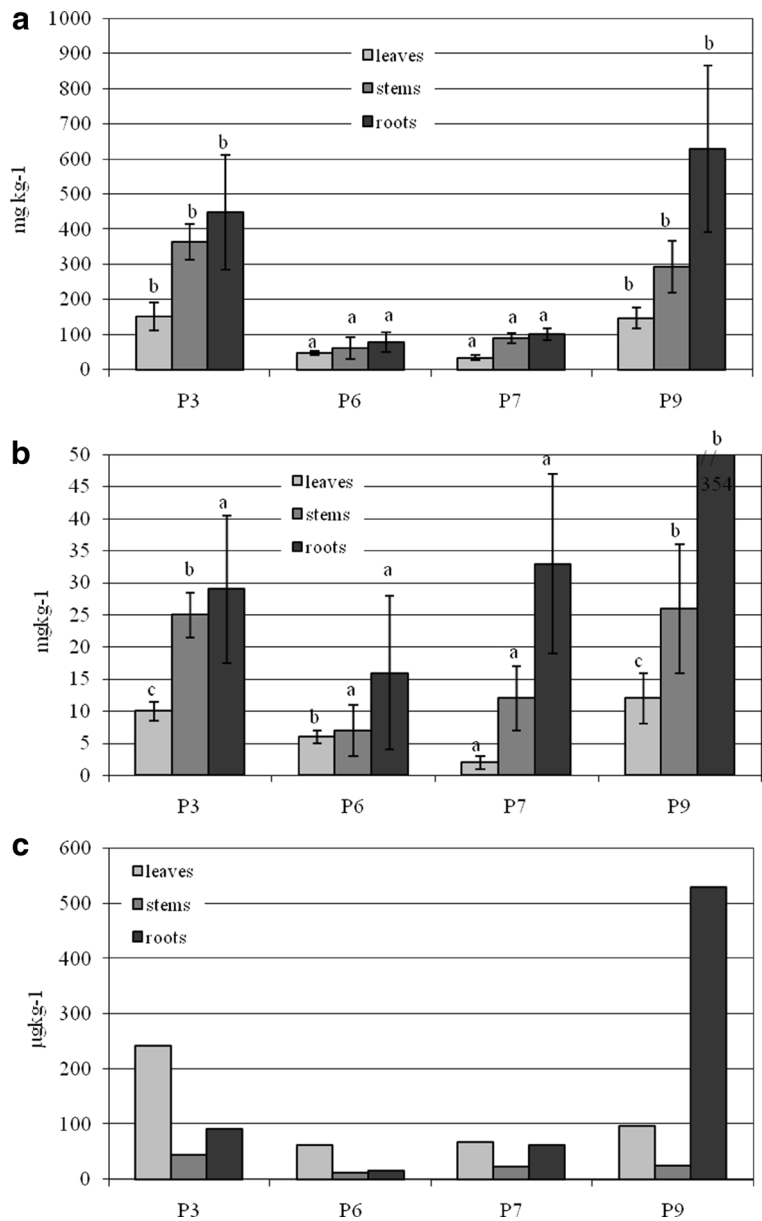 a
1000
900
800
700
600
500
400
300
200
100
0
mg kg-1
leaves
stems
roots
b b b
a a a
a a a
b b b
P3 P6 P7 P9
b
50
45
40
35
30
25
20
15
10
5
0
mgkg-1
leaves
stems
roots
c b a
b a a
a a a
c b b
//
354
P3 P6 P7 P9
c
600
500
400
300
200
100
0
µgkg-1
leaves
stems
roots
P3 P6 P7 P9